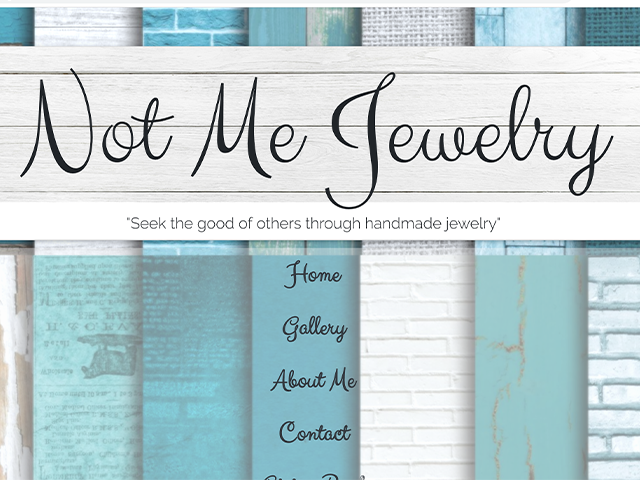 Not Me Jewelry
"Seek the good of others through handmade jewelry"
Home
Gallery
About Me
Contact